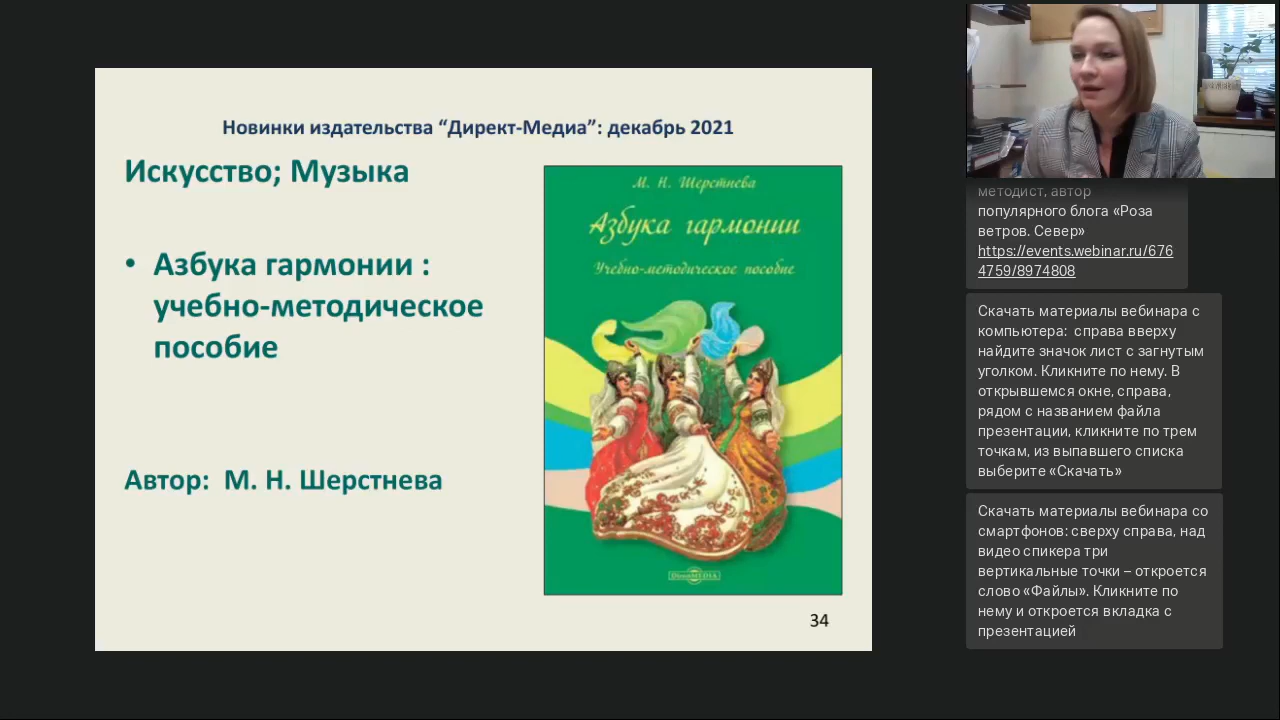 Новинки издательства “Директ-Медиа”: декабрь 2021
Искусство; Музыка
• Азбука гармонии :
учебно-методическое
пособие
Автор: М. Н. Шерстнева
М. Н. Шерстнева
Азбука гармонии
Учебно-методическое пособие
DirectMEDIA
34
методист, автор
популярного блога «Роза
ветров. Север»
https://events.webinar.ru/676
4759/8974808
Скачать материалы вебинара с
компьютера: справа вверху
найдите значок лист с загнутым
уголком. Кликните по нему. В
открывшемся окне, справа,
рядом с названием файла
презентации, кликните по трем
точкам, из выпавшего списка
выберите «Скачать»
Скачать материалы вебинара со
смартфонов: сверху справа, над
видео спикера три
вертикальные точки – откроется
слово «Файлы». Кликните по
нему и откроется вкладка с
презентацией